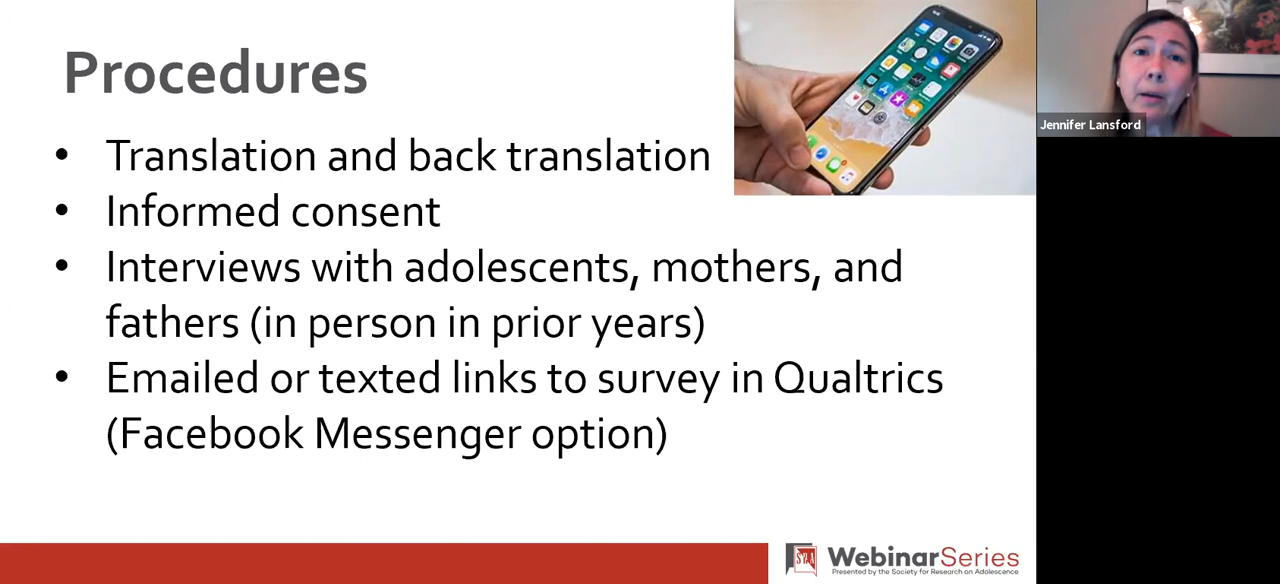 Procedures
• Translation and back translation
• Informed consent
• Interviews with adolescents, mothers, and
fathers (in person in prior years)
• Emailed or texted links to survey in Qualtrics
(Facebook Messenger option)
Jennifer Lansford
WebinarSeries
Presented by the Society for Research on Adolescence